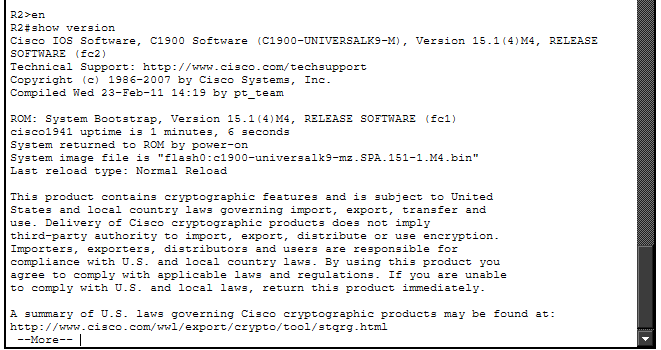 R2>en
R2#show version
Cisco IOS Software, C1900 Software (C1900-UNIVERSALK9-M), Version 15.1(4)M4, RELEASE
SOFTWARE (fc2)
Technical Support: http://www.cisco.com/techsupport
Copyright (c) 1986-2007 by Cisco Systems, Inc.
Compiled Wed 23-Feb-11 14:19 by pt_team
ROM: System Bootstrap, Version 15.1(4)M4, RELEASE SOFTWARE (fc1)
cisco1941 uptime is 1 minutes, 6 seconds
System returned to ROM by power-on
System image file is "flash0:c1900-universalk9-mz.SPA.151-1.M4.bin"
Last reload type: Normal Reload
This product contains cryptographic features and is subject to United
States and local country laws governing import, export, transfer and
use. Delivery of Cisco cryptographic products does not imply
third-party authority to import, export, distribute or use encryption.
Importers, exporters, distributors and users are responsible for
compliance with U.S. and local country laws. By using this product you
agree to comply with applicable laws and regulations. If you are unable
to comply with U.S. and local laws, return this product immediately.
A summary of U.S. laws governing Cisco cryptographic products may be found at:
http://www.cisco.com/wwl/export/crypto/tool/stqrg.html
--More--